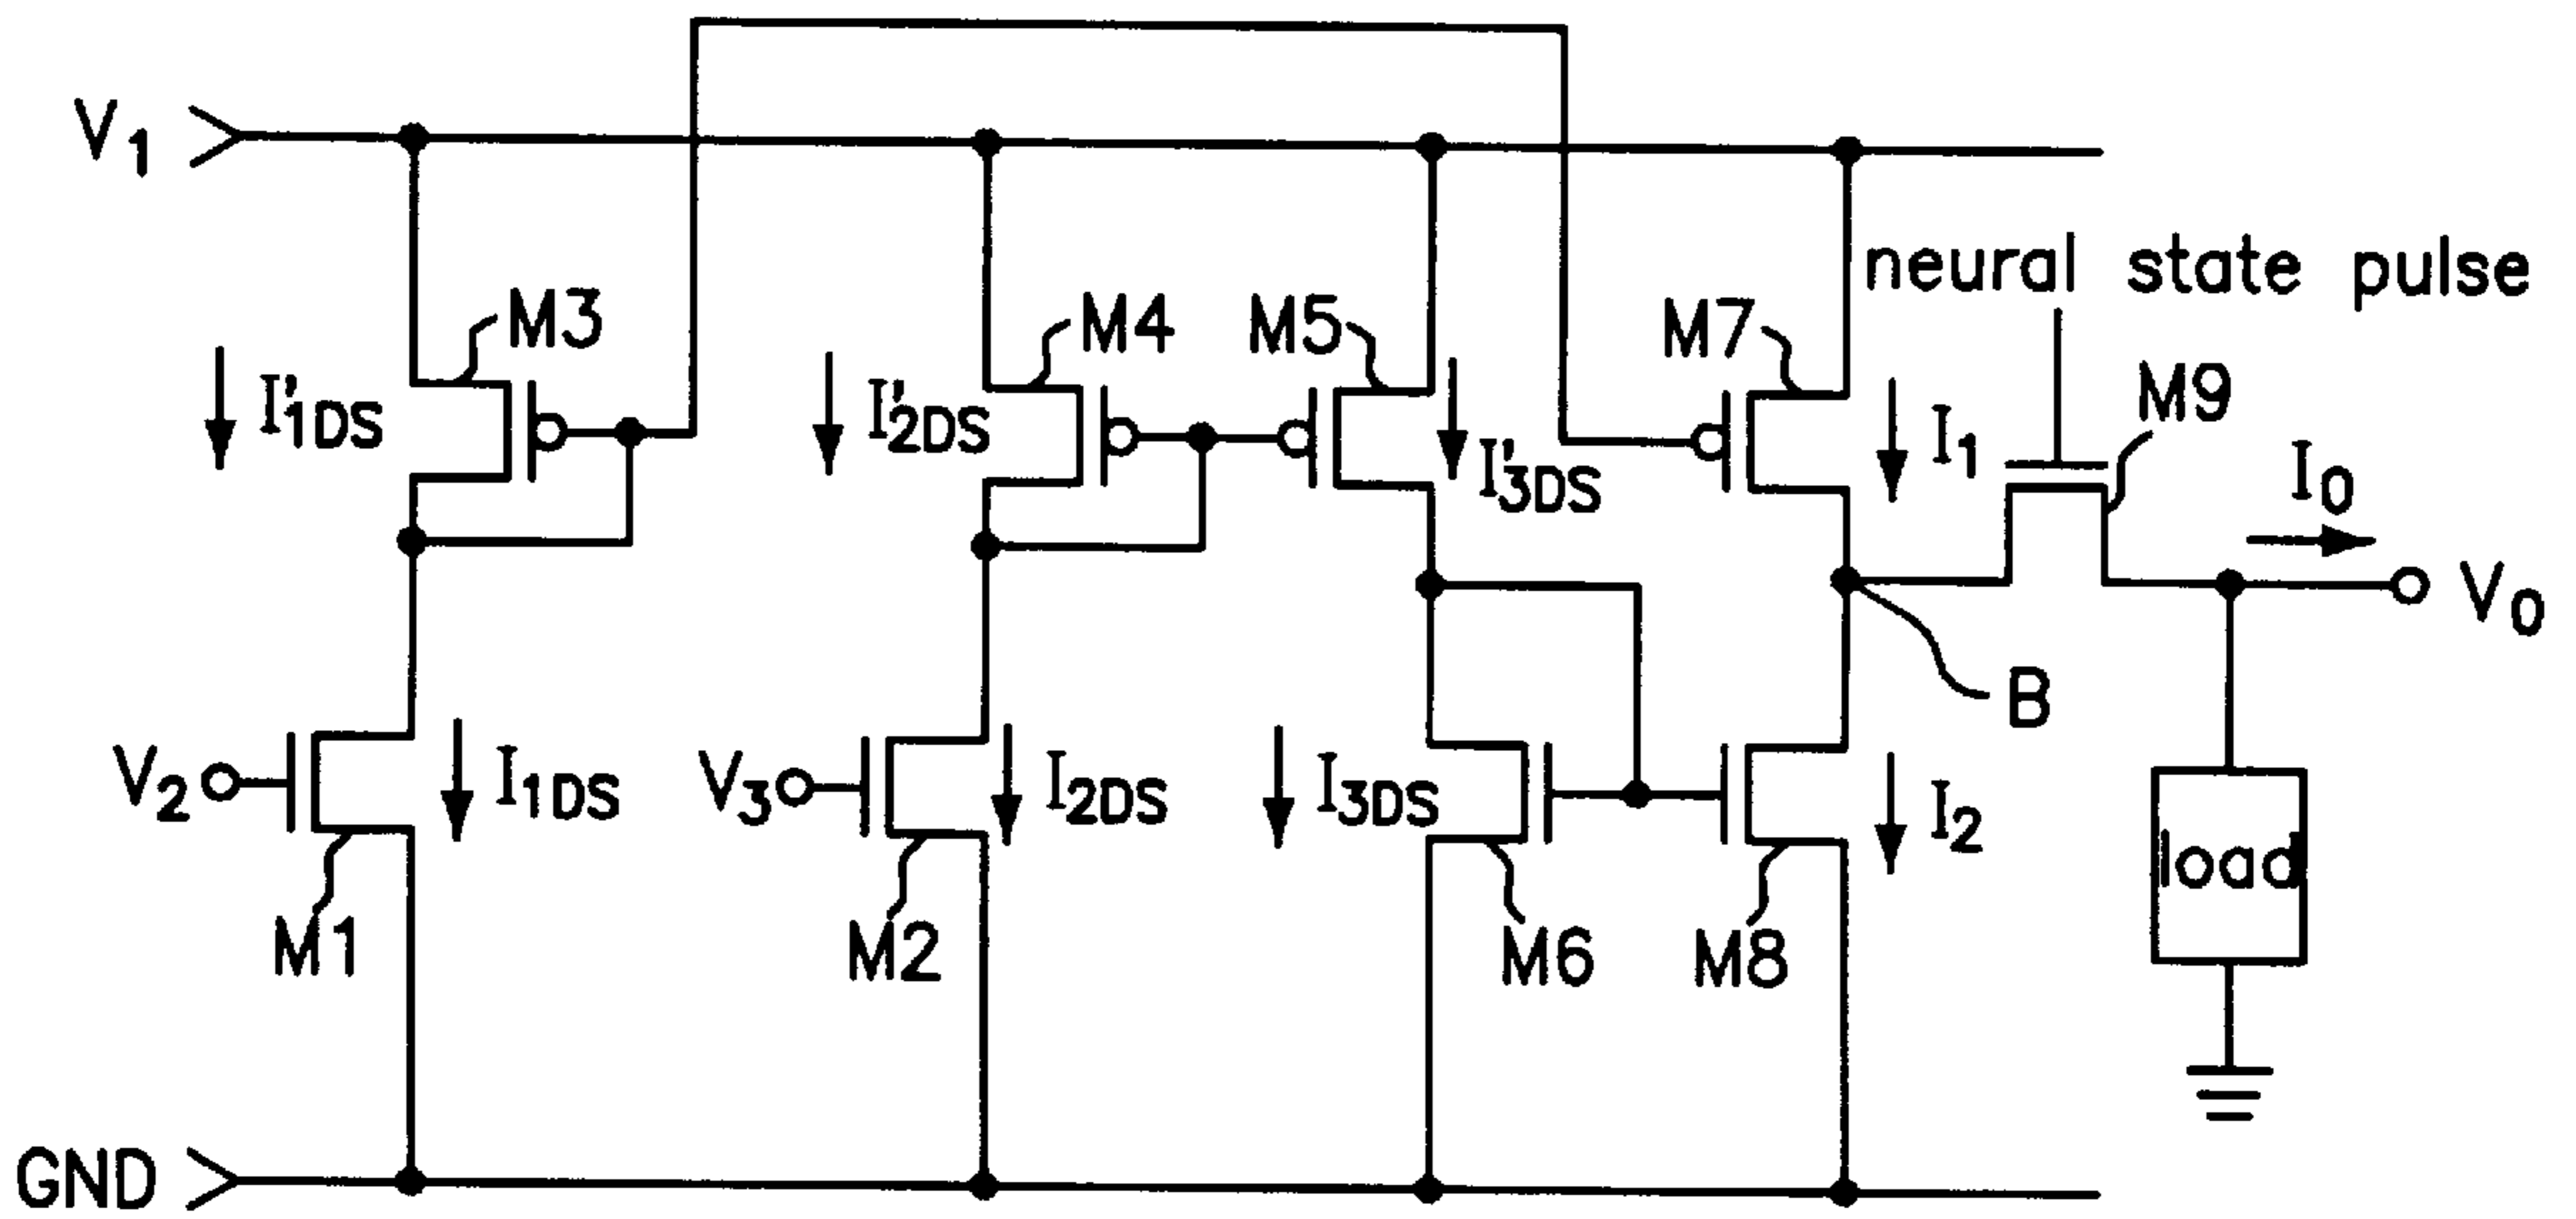 V1
neural state pulse
M3
M4
M5
M7
M9
I'1DS
I'2DS
I'3DS
I1
I0
V0
B
V2
I1DS
V3
I2DS
I3DS
I2
load
M1
M2
M6
M8
GND